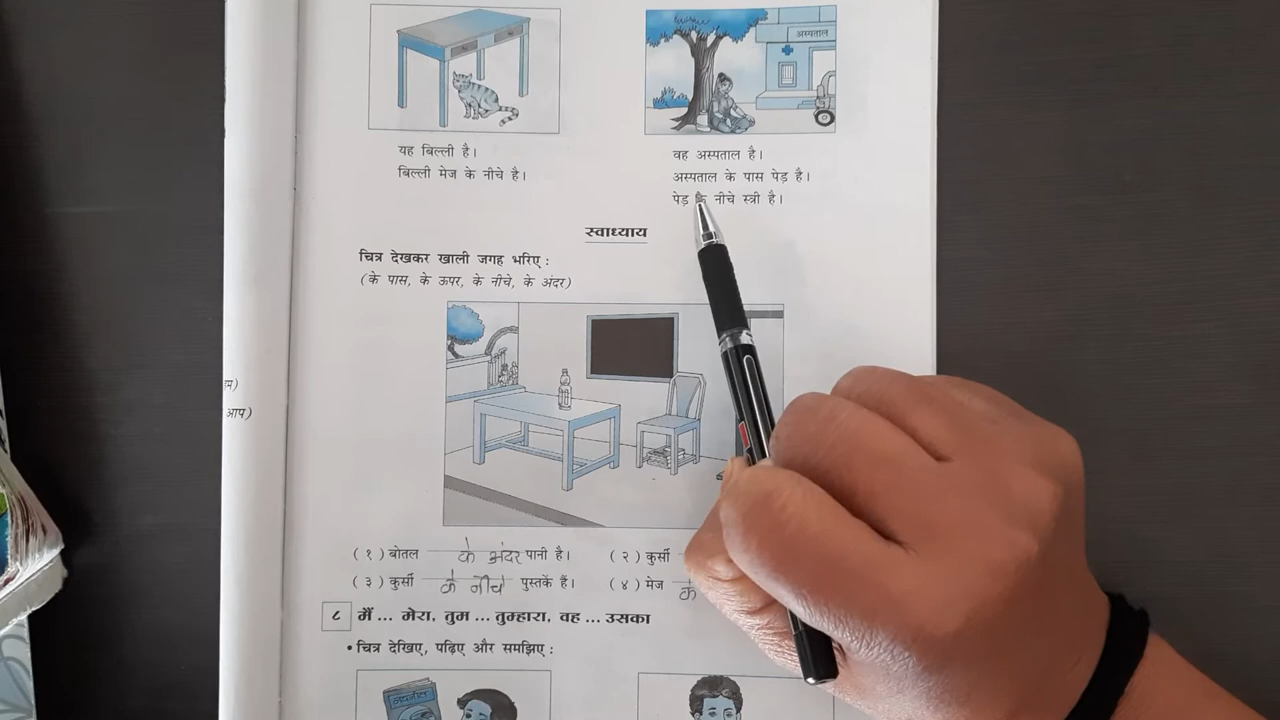 अस्पताल
यह बिल्ली है।
बिल्ली मेज के नीचे है।
वह अस्पताल है।
अस्पताल के पास पेड़ है।
पेड़ के नीचे स्त्री है।
स्वाध्याय
चित्र देखकर खाली जगह भरिए :
(के पास, के ऊपर, के नीचे, के अंदर)
आप)
( १ ) बोतल के अंदर पानी है।
( २ ) कुर्सी
( ३ ) कुर्सी के नीचे पुस्तकें हैं।
( ४ ) मेज के
८ मैं ... मेरा, तुम ... तुम्हारा, वह ... उसका
• चित्र देखिए, पढ़िए और समझिए :